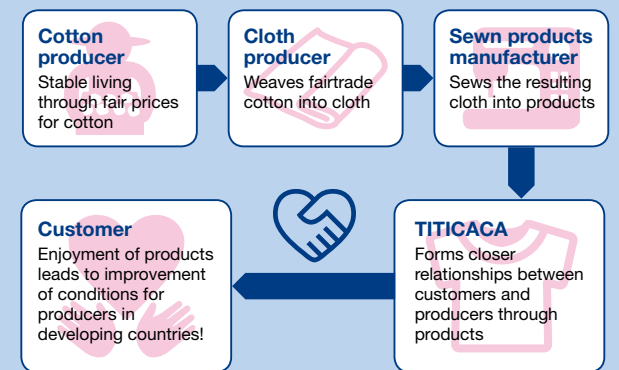 Cotton
producer
Stable living
through fair prices
for cotton
Cloth
producer
Weaves fairtrade
cotton into cloth
Sewn products
manufacturer
Sews the resulting
cloth into products
TITICACA
Forms closer
relationships between
customers and
producers through
products
Customer
Enjoyment of products
leads to improvement
of conditions for
producers in
developing countries!